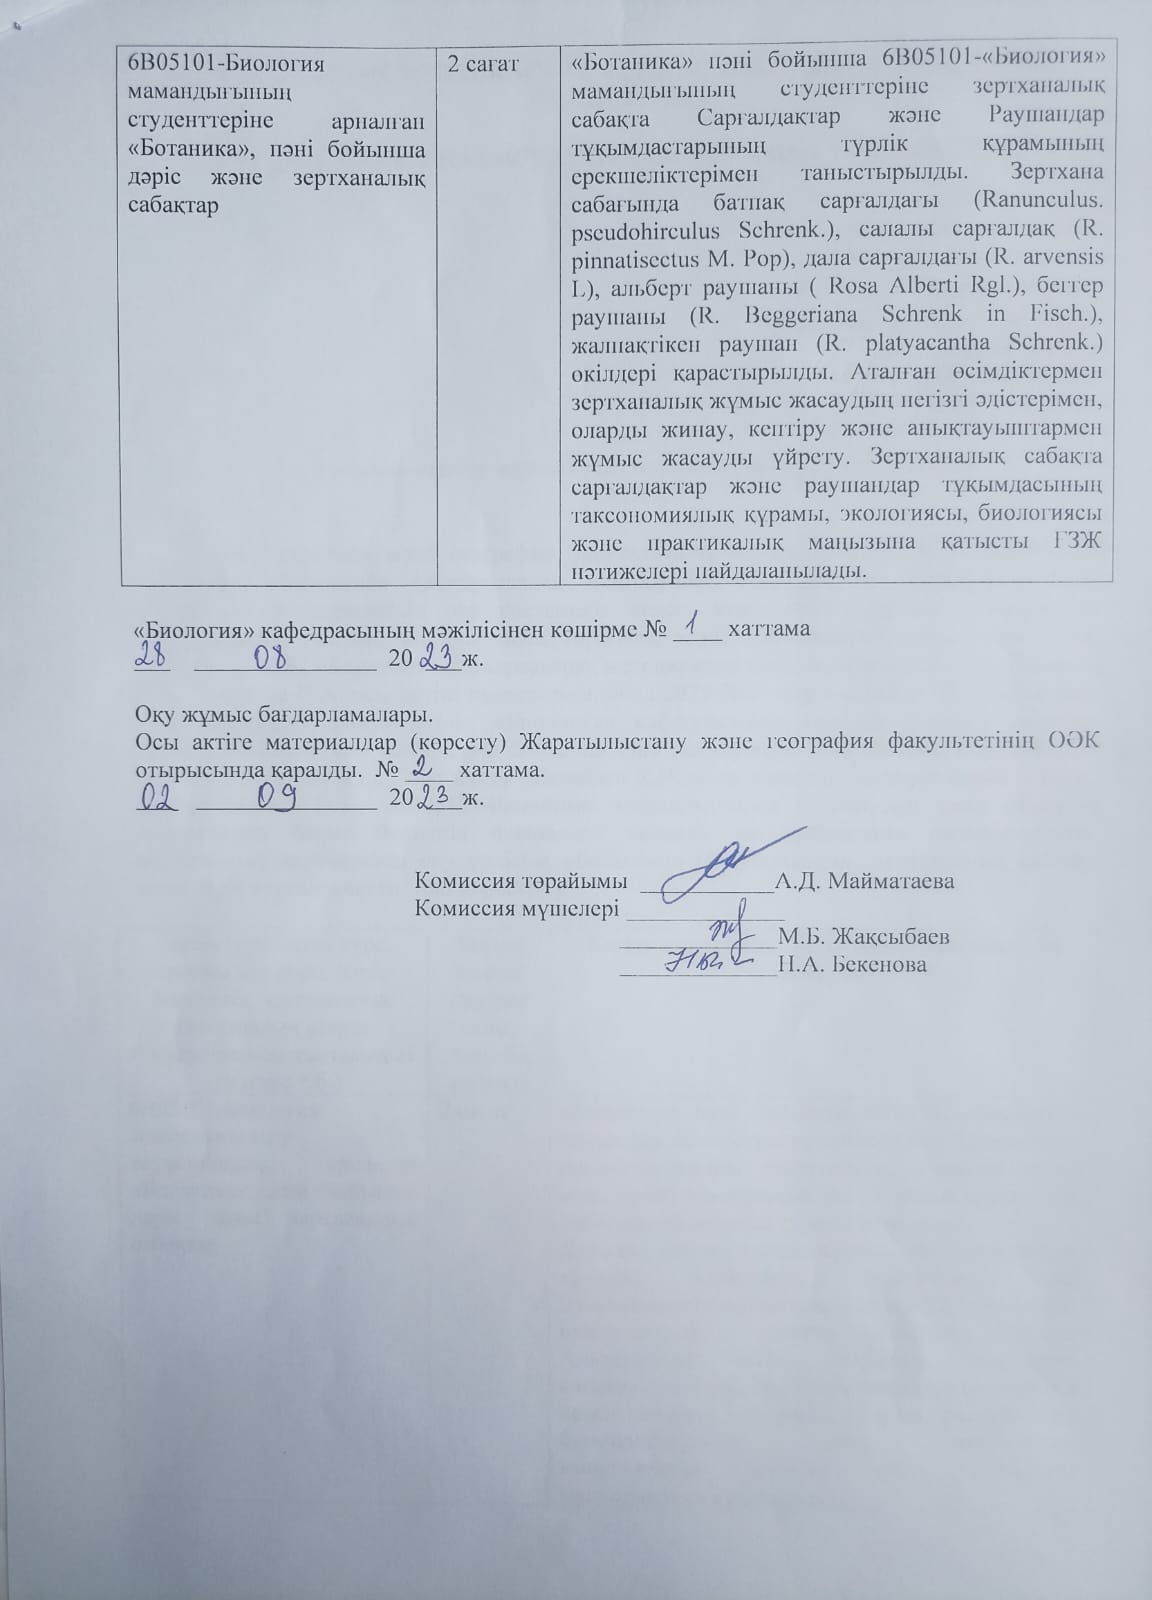 6В05101-Биология
мамандығының
студенттеріне арналған
«Ботаника», пәні бойынша
дәріс және зертханалық
сабақтар
2 сағат
«Ботаника» пәні бойынша 6В05101-«Биология»
мамандығының студенттеріне зертханалық
сабақта Сарғалдақтар және Раушандар
тұқымдастарының түрлік құрамының
ерекшеліктерімен таныстырылды. Зертхана
сабағында батпақ сарғалдағы (Ranunculus.
pseudohirculus Schrenk.), салалы сарғалдақ (R.
pinnatisectus M. Pop), дала сарғалдағы (R. arvensis
L), альберт раушаны ( Rosa Alberti Rgl.), беггер
раушаны (R. Beggeriana Schrenk in Fisch.),
жалпақтікен раушан (R. platyacantha Schrenk.)
өкілдері қарастырылды. Аталған өсімдіктермен
зертханалық жұмыс жасаудың негізгі әдістерімен,
оларды жинау, кептіру және анықтауыштармен
жұмыс жасауды үйрету. Зертханалық сабақта
сарғалдақтар және раушандар тұқымдасының
таксономиялық құрамы, экологиясы, биологиясы
және практикалық маңызына қатысты ҒЗЖ
нәтижелері пайдаланылады.
«Биология» кафедрасының мәжілісінен көшірме № 1 хаттама
28 08 2023 ж.
Оқу жұмыс бағдарламалары.
Осы актіге материалдар (көрсету) Жаратылыстану және география факультетінің ОӘК
отырысында қаралды. № 2 хаттама.
02 09 2023 ж.
Комиссия төрайымы А.Д. Майматаева
Комиссия мүшелері
М.Б. Жақсыбаев
Н.А. Бекенова